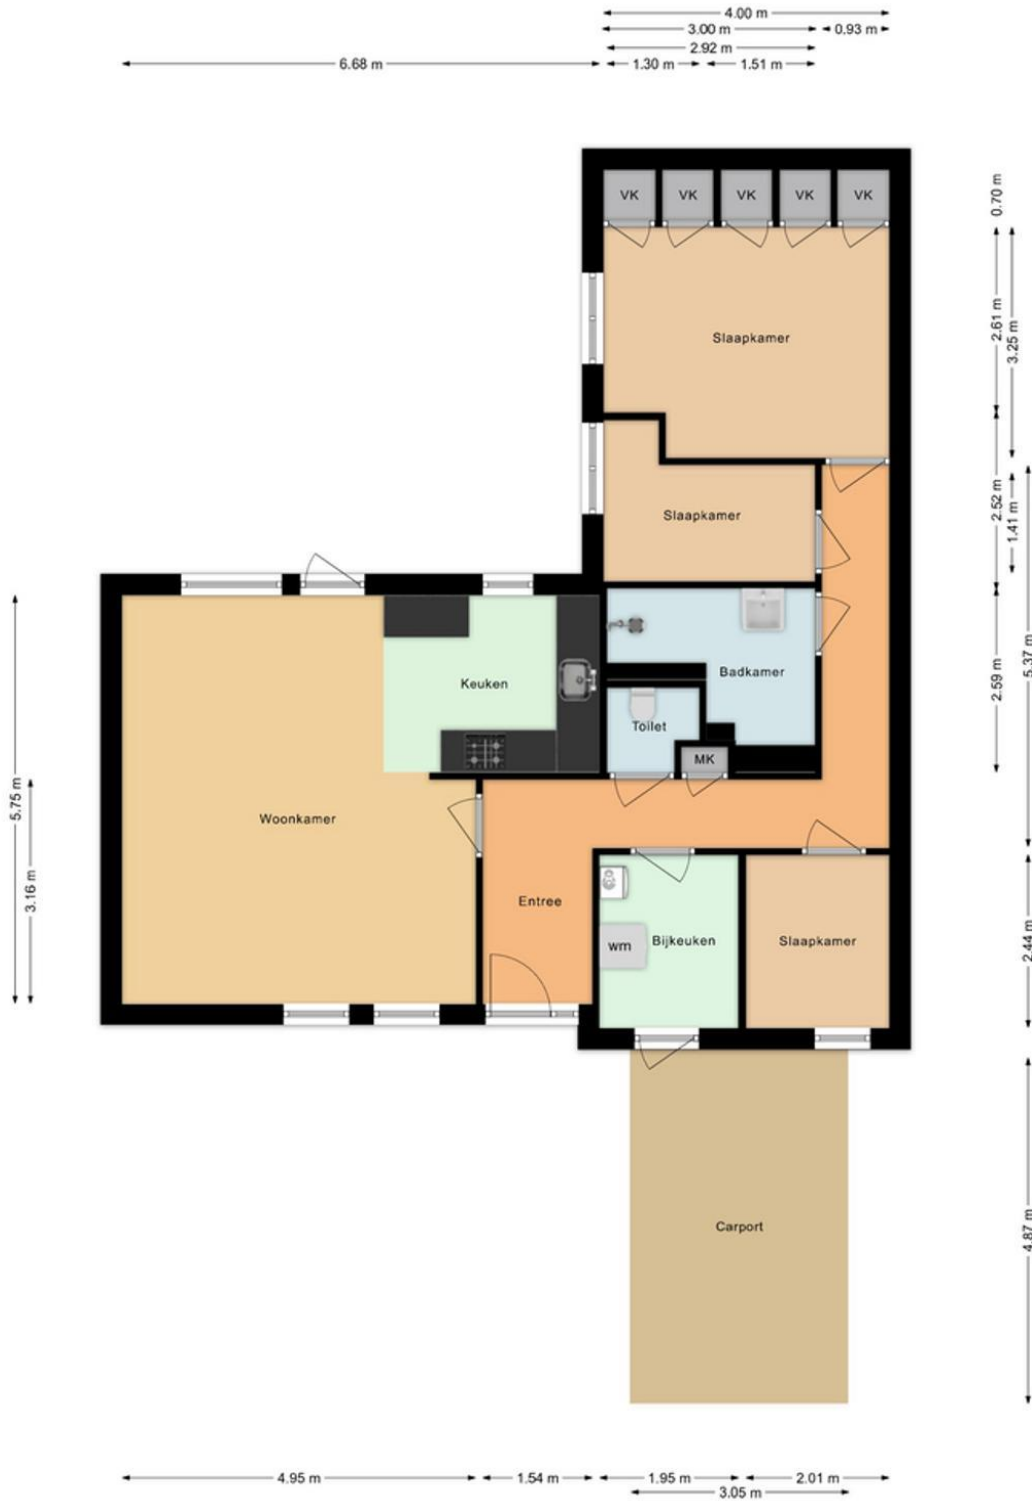 4.00 m
3.00 m
0.93 m
2.92 m
6.68 m
1.30 m
1.51 m
0.70 m
VK
VK
VK
VK
VK
2.61 m
3.25 m
Slaapkamer
2.52 m
1.41 m
Slaapkamer
5.37 m
2.59 m
Badkamer
Keuken
Toilet
MK
5.75 m
Woonkamer
3.16 m
Entree
wm
Bijkeuken
Slaapkamer
2.44 m
4.87 m
Carport
4.95 m
1.54 m
1.95 m
2.01 m
3.05 m